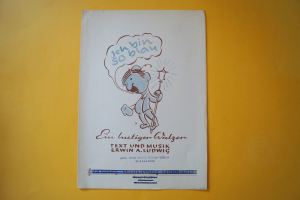 Ich bin
so blau
Ein lustiger Walzer
TEXT UND MUSIK
ERWIN A. LUDWIG